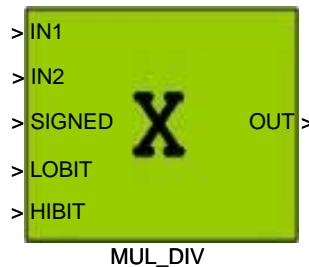 > IN1
> IN2
> SIGNED
X
OUT >
> LOBIT
> HIBIT
MUL_DIV